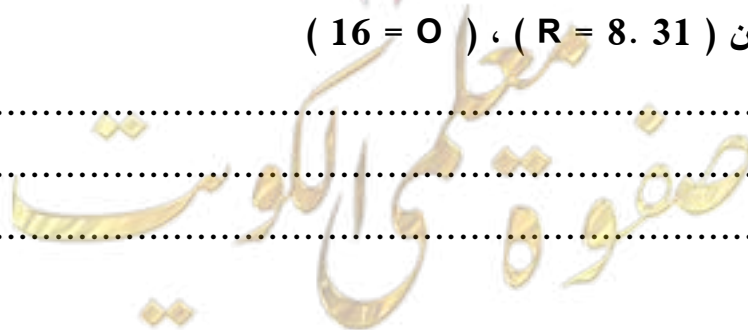 ( R = 8. 31 ) ، ( 16 = O )
صفوة معلمي الكويت